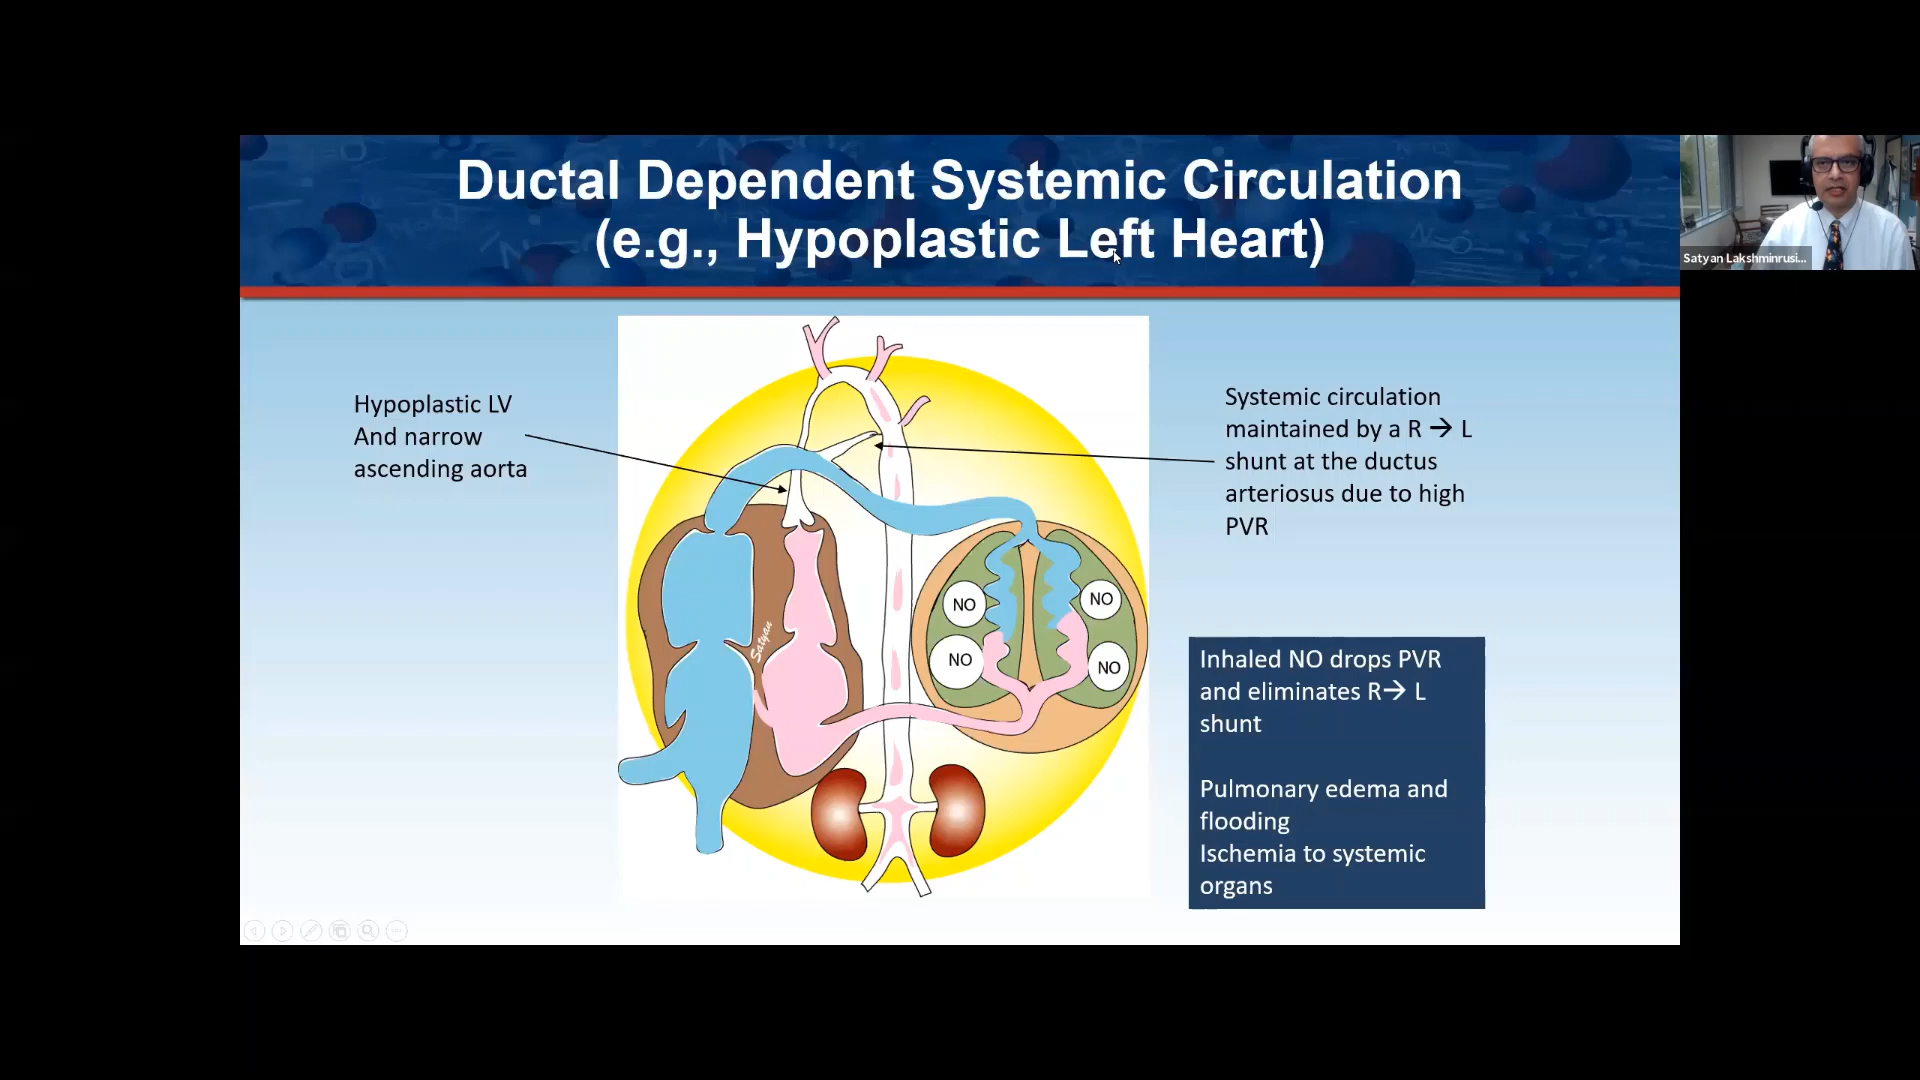 Ductal Dependent Systemic Circulation
(e.g., Hypoplastic Left Heart)
Satyan Lakshminrusi...
Hypoplastic LV
And narrow
ascending aorta
Systemic circulation
maintained by a R → L
shunt at the ductus
arteriosus due to high
PVR
NO
NO
NO
NO
Satyan
Inhaled NO drops PVR
and eliminates R→ L
shunt
Pulmonary edema and
flooding
Ischemia to systemic
organs